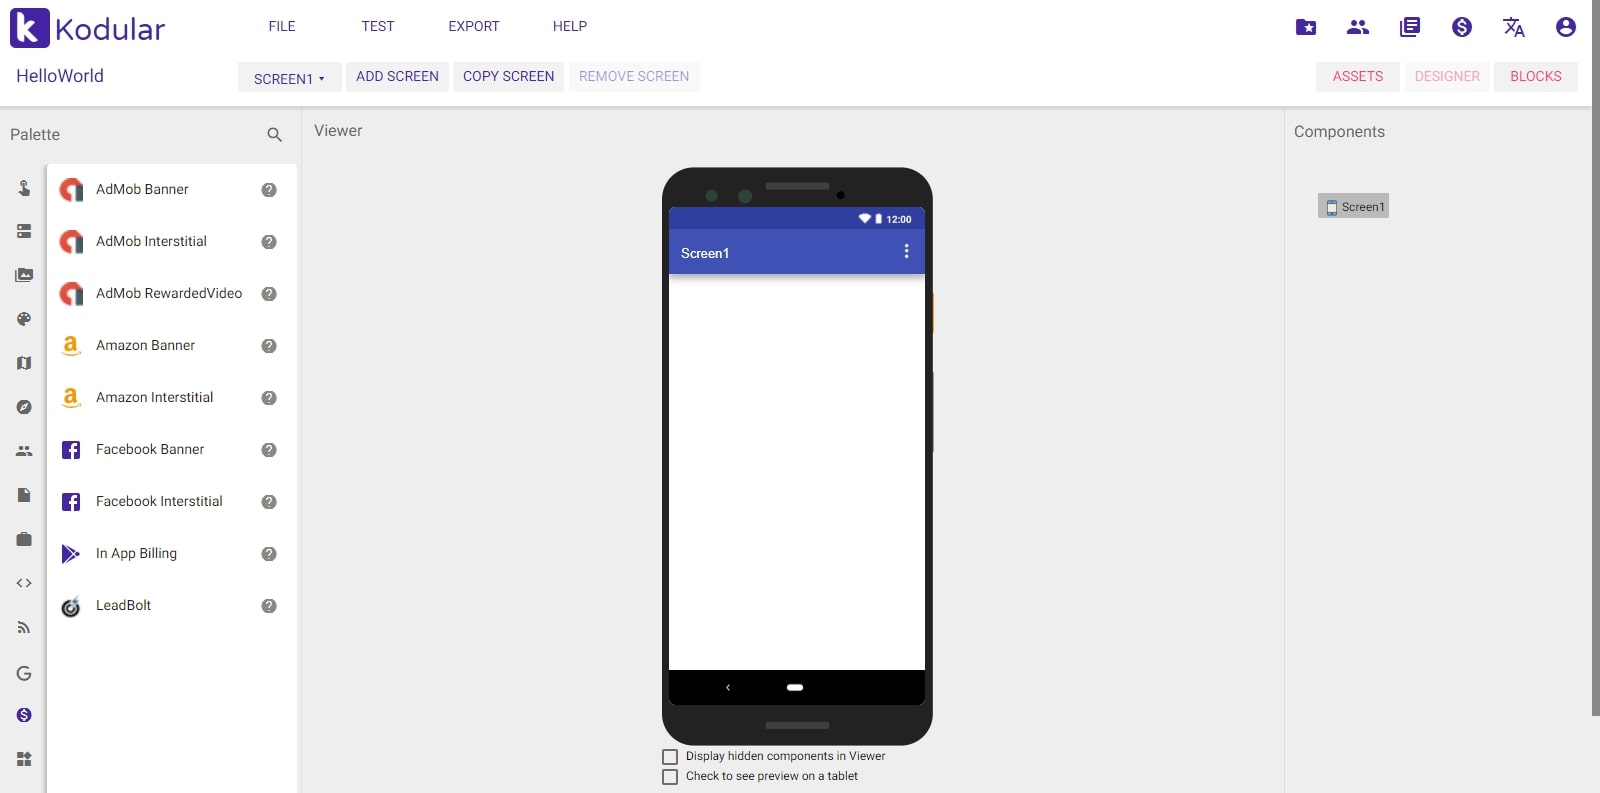 Kodular
FILE
TEST
EXPORT
HELP
HelloWorld
SCREEN1
ADD SCREEN
COPY SCREEN
REMOVE SCREEN
ASSETS
DESIGNER
BLOCKS
Palette
AdMob Banner
AdMob Interstitial
AdMob RewardedVideo
Amazon Banner
Amazon Interstitial
Facebook Banner
Facebook Interstitial
In App Billing
LeadBolt
Viewer
12:00
Screen1
Display hidden components in Viewer
Check to see preview on a tablet
Components
Screen1